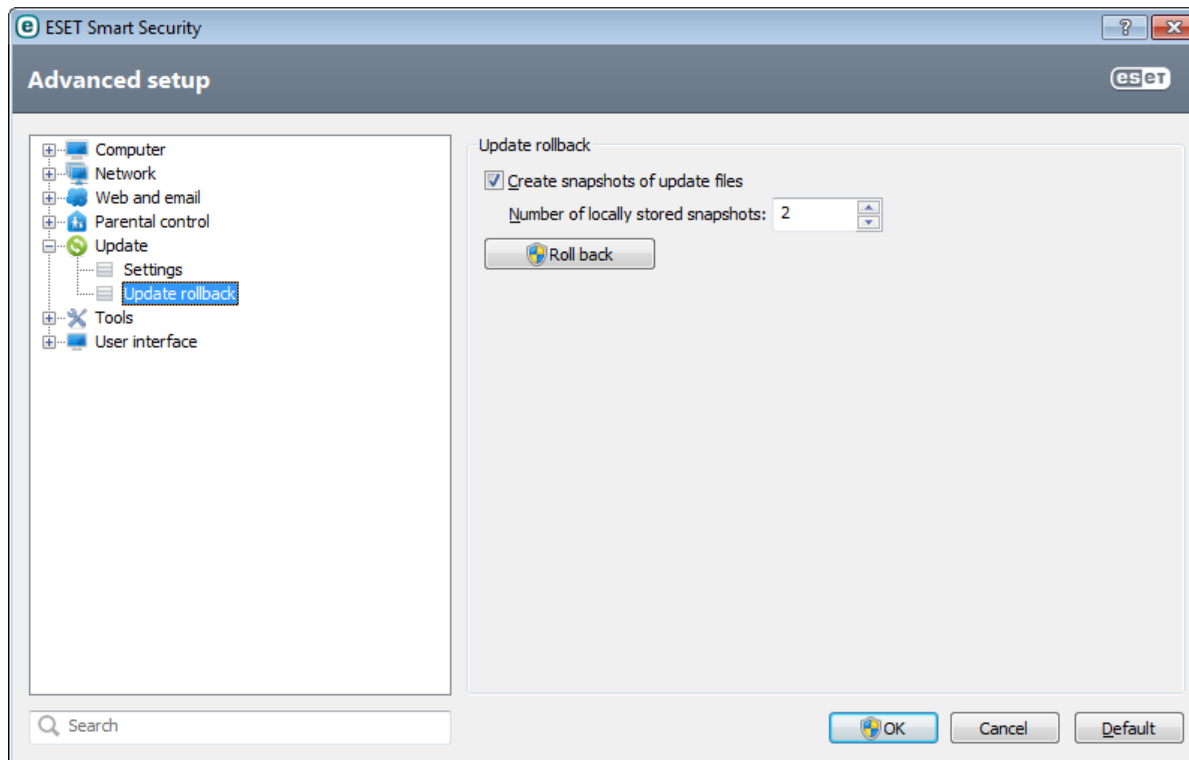 ESET Smart Security
Advanced setup
eseT
Computer
Network
Web and email
Parental control
Update
Settings
Update rollback
Tools
User interface
Search
Update rollback
Create snapshots of update files
Number of locally stored snapshots: 2
Roll back
OK Cancel Default